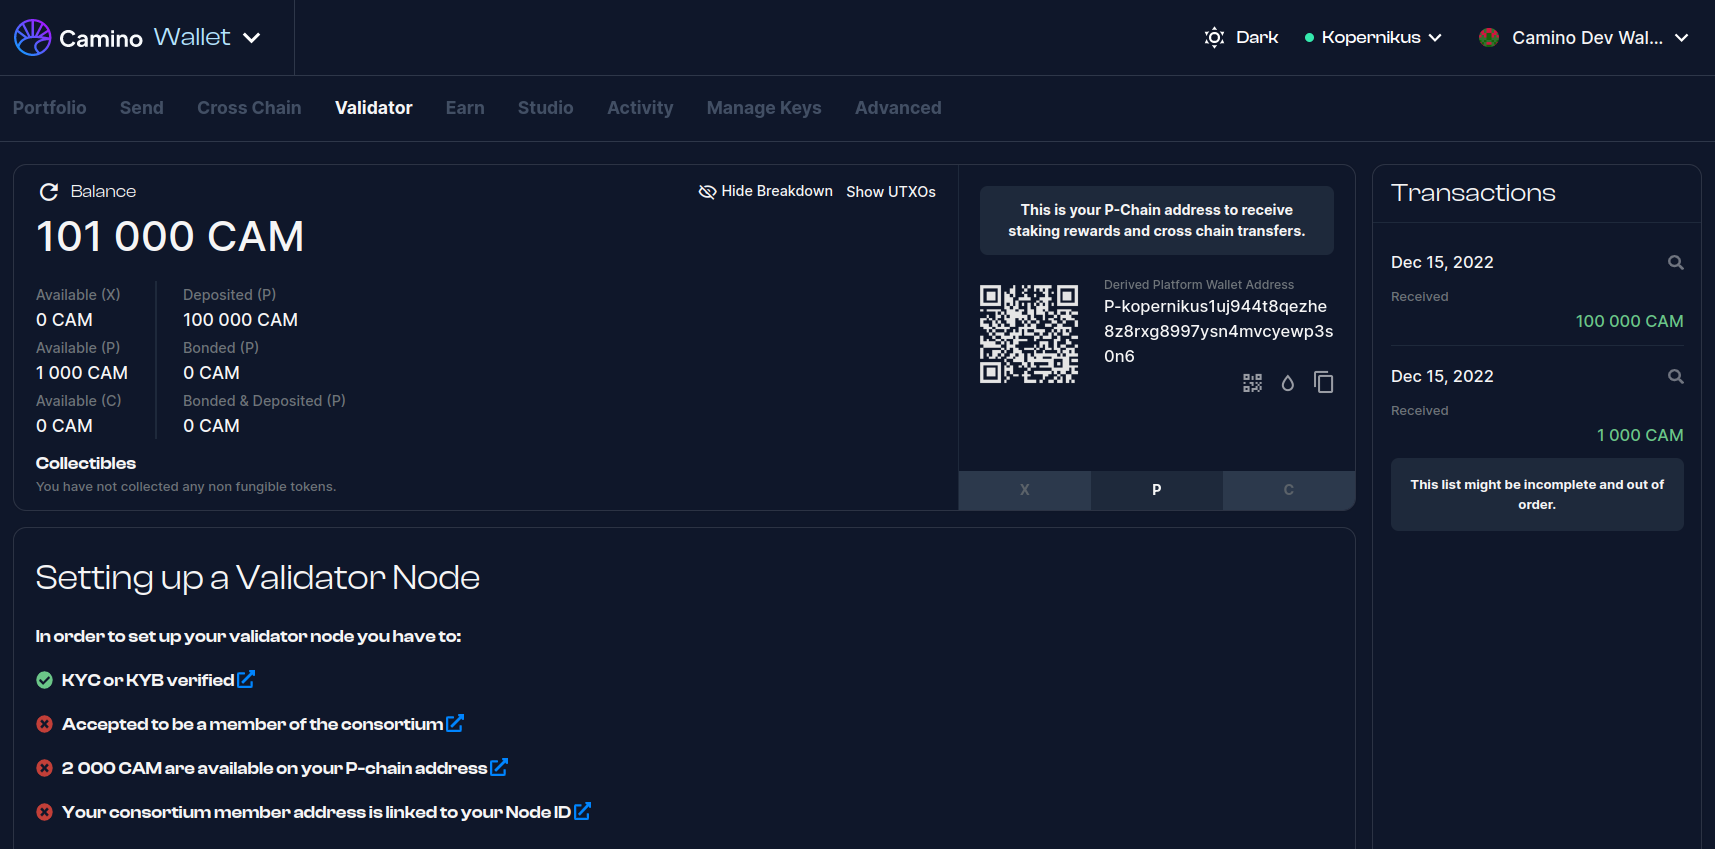 Camino Wallet
Dark
Kopernikus
Camino Dev Wal...
Portfolio Send Cross Chain Validator Earn Studio Activity Manage Keys Advanced
Balance
Hide Breakdown Show UTXOs
101 000 CAM
Available (X)
0 CAM
Available (P)
1 000 CAM
Available (C)
0 CAM
Deposited (P)
100 000 CAM
Bonded (P)
0 CAM
Bonded & Deposited (P)
0 CAM
Collectibles
You have not collected any non fungible tokens.
This is your P-Chain address to receive
staking rewards and cross chain transfers.
Derived Platform Wallet Address
P-kopernikus1uj944t8qezhe
8z8rxg8997ysn4mvcyewp3s
0n6
X P C
Transactions
Dec 15, 2022
Received
100 000 CAM
Dec 15, 2022
Received
1 000 CAM
This list might be incomplete and out of
order.
Setting up a Validator Node
In order to set up your validator node you have to:
KYC or KYB verified
Accepted to be a member of the consortium
2 000 CAM are available on your P-chain address
Your consortium member address is linked to your Node ID